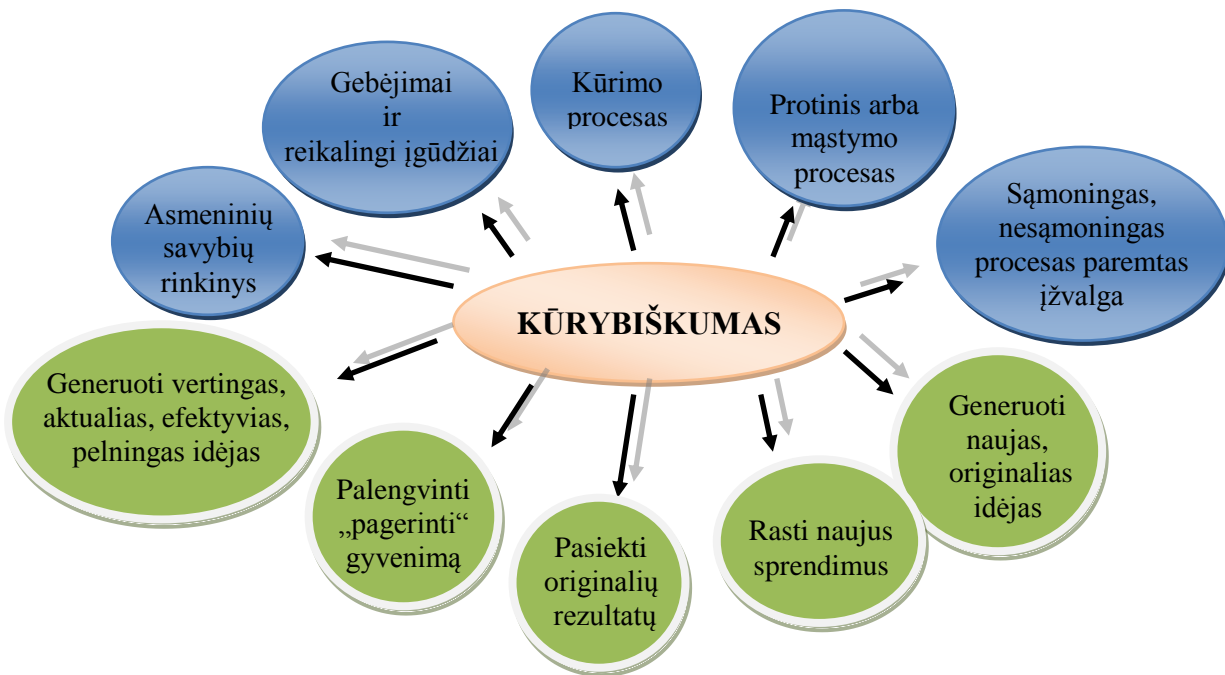 Gebėjimai
ir
reikalingi įgūdžiai
Kūrimo
procesas
Protinis arba
mąstymo
procesas
Asmeninių
savybių
rinkinys
Sąmoningas,
nesąmoningas
procesas paremtas
įžvalga
KŪRYBIŠKUMAS
Generuoti vertingas,
aktualias, efektyvias,
pelningas idėjas
Palengvinti
„pagerinti“
gyvenimą
Pasiekti
originalių
rezultatų
Rasti naujus
sprendimus
Generuoti
naujas,
originalias
idėjas